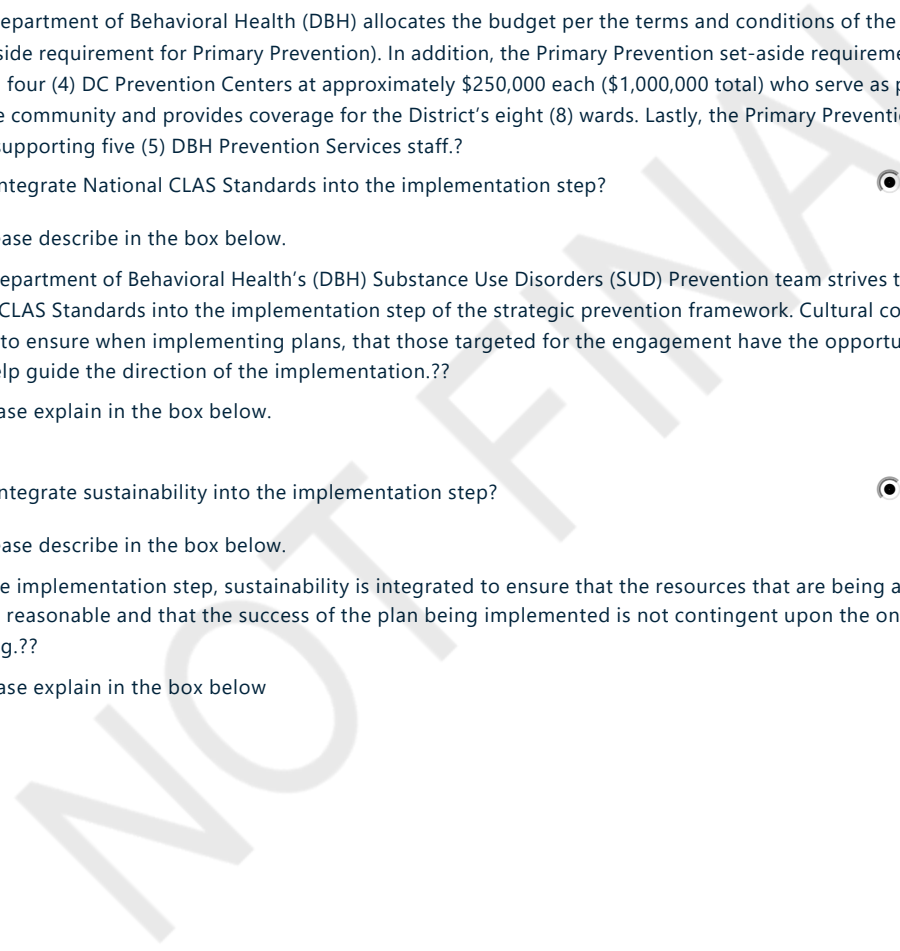 epartment of Behavioral Health (DBH) allocates the budget per the terms and conditions of the
side requirement for Primary Prevention). In addition, the Primary Prevention set-aside requireme
four (4) DC Prevention Centers at approximately $250,000 each ($1,000,000 total) who serve as p
e community and provides coverage for the District's eight (8) wards. Lastly, the Primary Preventi
supporting five (5) DBH Prevention Services staff.?
ntegrate National CLAS Standards into the implementation step?
ase describe in the box below.
epartment of Behavioral Health's (DBH) Substance Use Disorders (SUD) Prevention team strives t
CLAS Standards into the implementation step of the strategic prevention framework. Cultural co
to ensure when implementing plans, that those targeted for the engagement have the opportu
elp guide the direction of the implementation.??
ase explain in the box below.
ntegrate sustainability into the implementation step?
ase describe in the box below.
e implementation step, sustainability is integrated to ensure that the resources that are being a
reasonable and that the success of the plan being implemented is not contingent upon the on
g.??
ase explain in the box below
NOT FINAL